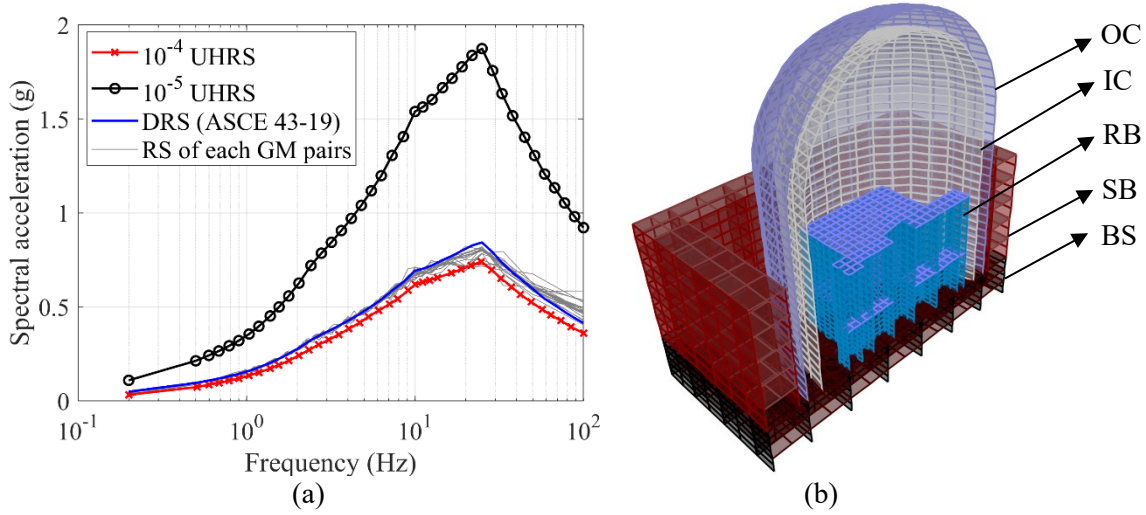 2
1.5
1
0.5
0
10^-1
10^0
10^1
10^2
Spectral acceleration (g)
Frequency (Hz)
10^-4 UHRS
10^-5 UHRS
DRS (ASCE 43-19)
RS of each GM pairs
(a)
OC
IC
RB
SB
BS
(b)